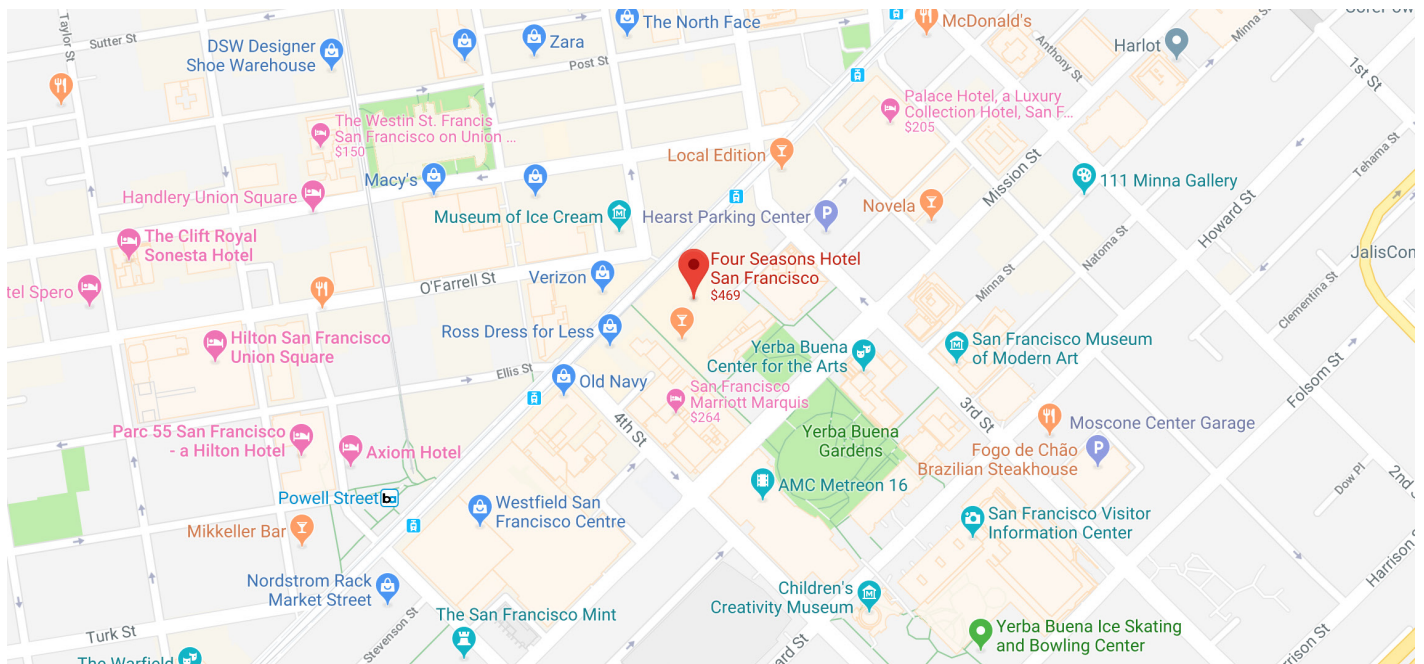 Taylor St
Sutter St
DSW Designer
Shoe Warehouse
Zara
The North Face
Post St
McDonald's
Anthony St
Harlot
Minna St
1st St
The Westin St. Francis
San Francisco on Union ...
$150
Palace Hotel, a Luxury
Collection Hotel, San F...
$205
Local Edition
Macy's
Handlery Union Square
Museum of Ice Cream
Hearst Parking Center
Novela
Mission St
111 Minna Gallery
Tehama St
Howard St
Natoma St
The Clift Royal
Sonesta Hotel
O'Farrell St
Verizon
Four Seasons Hotel
San Francisco
$469
Minna St
JalisCon
Clementina St
tel Spero
Hilton San Francisco
Union Square
Ross Dress for Less
Yerba Buena
Center for the Arts
San Francisco Museum
of Modern Art
Folsom St
Ellis St
Old Navy
San Francisco
Marriott Marquis
$264
4th St
3rd St
Yerba Buena
Gardens
Moscone Center Garage
Fogo de Chão
Brazilian Steakhouse
Parc 55 San Francisco
- a Hilton Hotel
Axiom Hotel
Powell Street
AMC Metreon 16
Dow Pl
2nd
Mikkeller Bar
Westfield San
Francisco Centre
San Francisco Visitor
Information Center
Harrison S
Nordstrom Rack
Market Street
The San Francisco Mint
Children's
Creativity Museum
Turk St
Stevenson St
The Warfield
ard St
Yerba Buena Ice Skating
and Bowling Center
rrison St